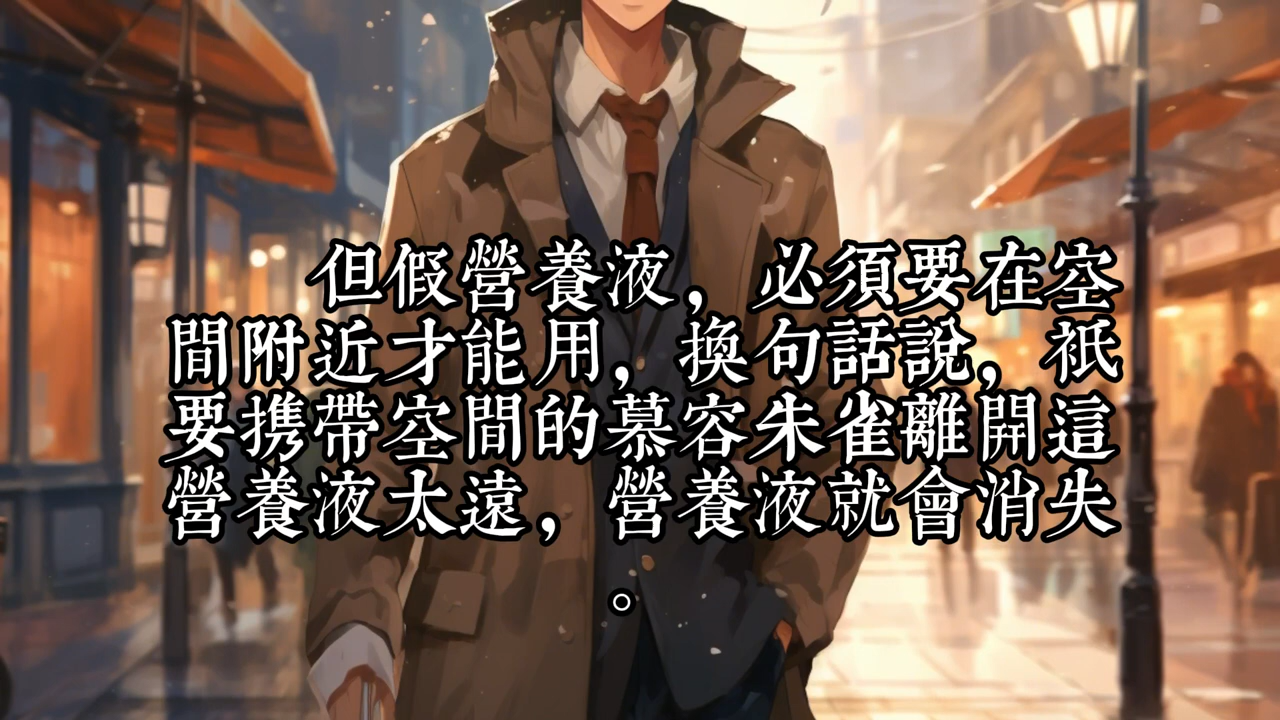 但假營養液，必須要在空
間附近才能用，換句話說，祇
要携帶空間的慕容朱雀離開這
營養液太遠，營養液就會消失
。